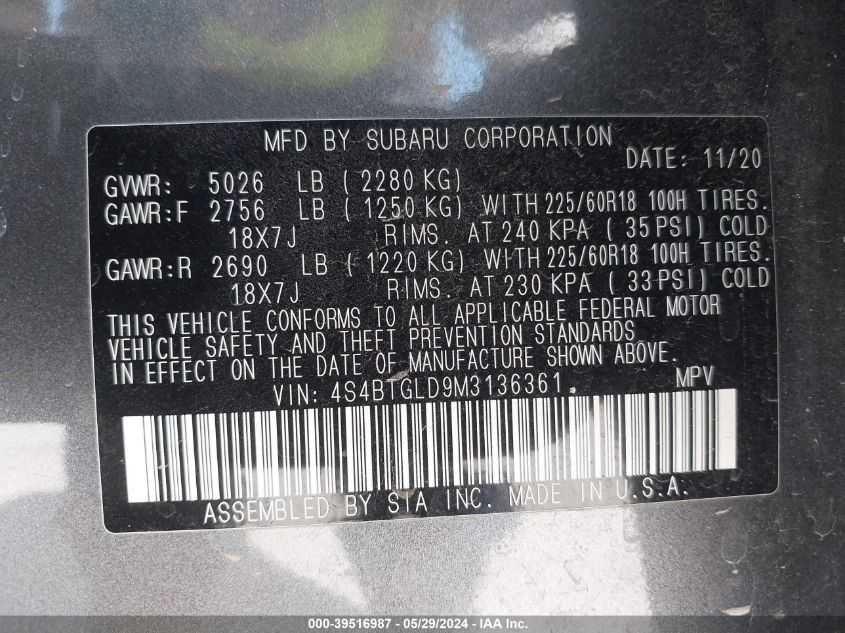 MFD BY SUBARU CORPORATION
DATE: 11/20
GVWR: 5026 LB ( 2280 KG)
GAWR:F 2756 LB ( 1250 KG) WITH 225/60R18 100H TIRES.
18X7J RIMS. AT 240 KPA ( 35 PSI) COLD
GAWR:R 2690 LB ( 1220 KG) WITH 225/60R18 100H TIRES.
18X7J RIMS. AT 230 KPA ( 33 PSI) COLD
THIS VEHICLE CONFORMS TO ALL APPLICABLE FEDERAL MOTOR
VEHICLE SAFETY AND THEFT PREVENTION STANDARDS
IN EFFECT ON THE DATE OF MANUFACTURE SHOWN ABOVE.
VIN: 4S4BTGLD9M3136361. MPV
ASSEMBLED BY SIA INC. MADE IN U.S.A.
000-39516987 - 05/29/2024 - IAA Inc.